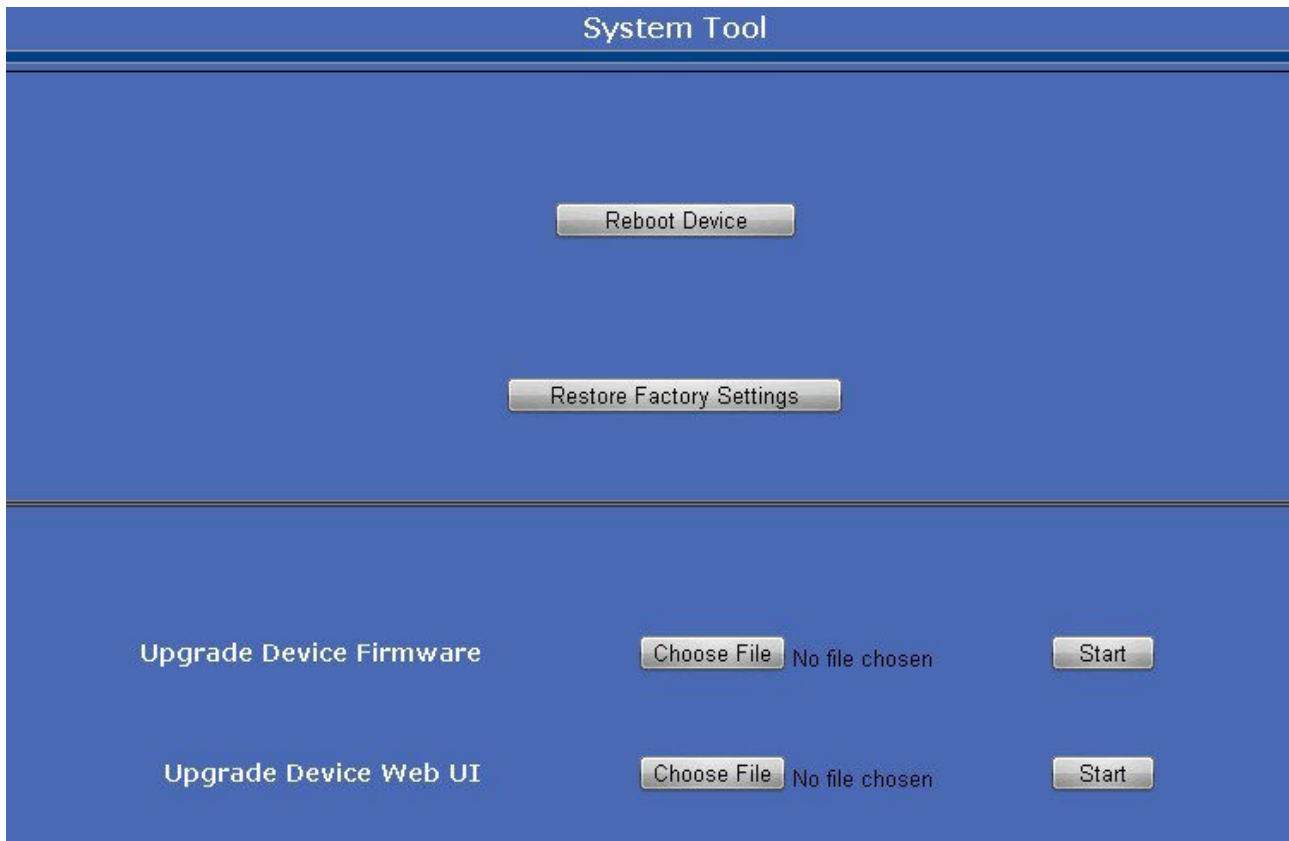 System Tool
Reboot Device
Restore Factory Settings
Upgrade Device Firmware Choose File No file chosen Start
Upgrade Device Web UI Choose File No file chosen Start